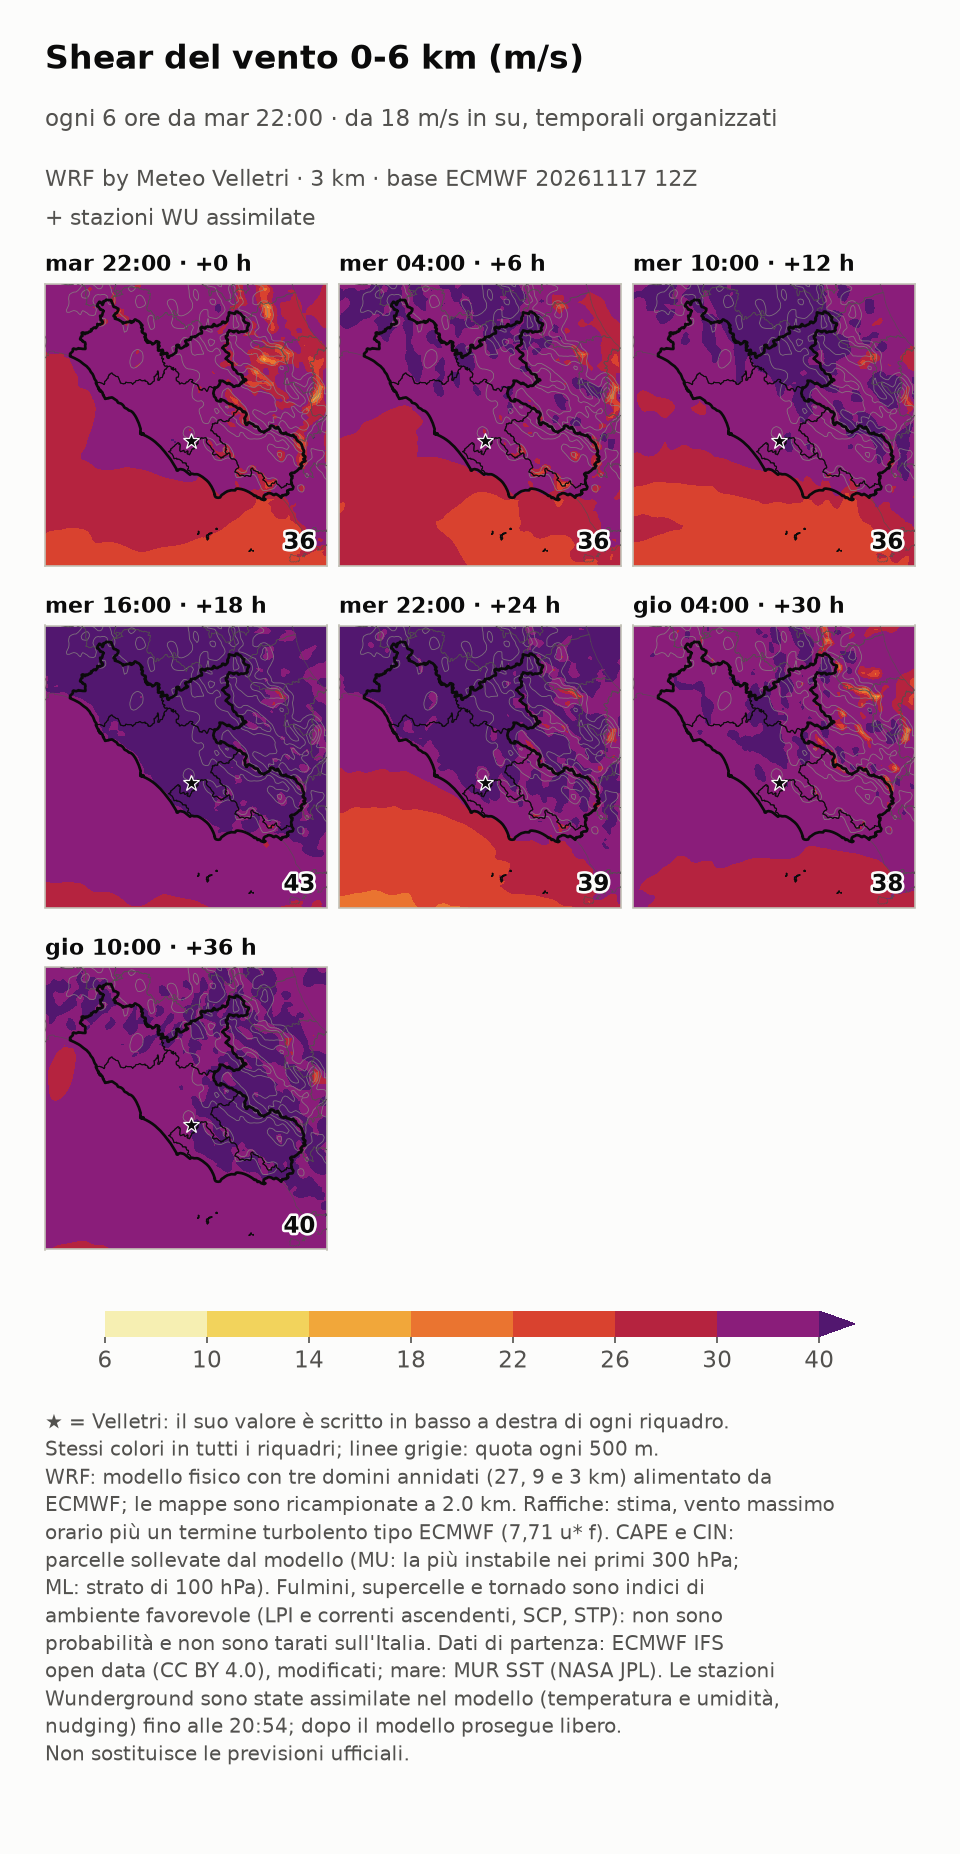 Shear del vento 0-6 km (m/s)
ogni 6 ore da mar 22:00 · da 18 m/s in su, temporali organizzati
WRF by Meteo Velletri · 3 km · base ECMWF 20261117 12Z
+ stazioni WU assimilate
mar 22:00 · +0 h
mer 04:00 · +6 h
mer 10:00 · +12 h
36
36
36
mer 16:00 · +18 h
mer 22:00 · +24 h
gio 04:00 · +30 h
43
39
38
gio 10:00 · +36 h
40
6 10 14 18 22 26 30 40
★ = Velletri: il suo valore è scritto in basso a destra di ogni riquadro.
Stessi colori in tutti i riquadri; linee grigie: quota ogni 500 m.
WRF: modello fisico con tre domini annidati (27, 9 e 3 km) alimentato da
ECMWF; le mappe sono ricampionate a 2.0 km. Raffiche: stima, vento massimo
orario più un termine turbolento tipo ECMWF (7,71 u* f). CAPE e CIN:
parcelle sollevate dal modello (MU: la più instabile nei primi 300 hPa;
ML: strato di 100 hPa). Fulmini, supercelle e tornado sono indici di
ambiente favorevole (LPI e correnti ascendenti, SCP, STP): non sono
probabilità e non sono tarati sull'Italia. Dati di partenza: ECMWF IFS
open data (CC BY 4.0), modificati; mare: MUR SST (NASA JPL). Le stazioni
Wunderground sono state assimilate nel modello (temperatura e umidità,
nudging) fino alle 20:54; dopo il modello prosegue libero.
Non sostituisce le previsioni ufficiali.